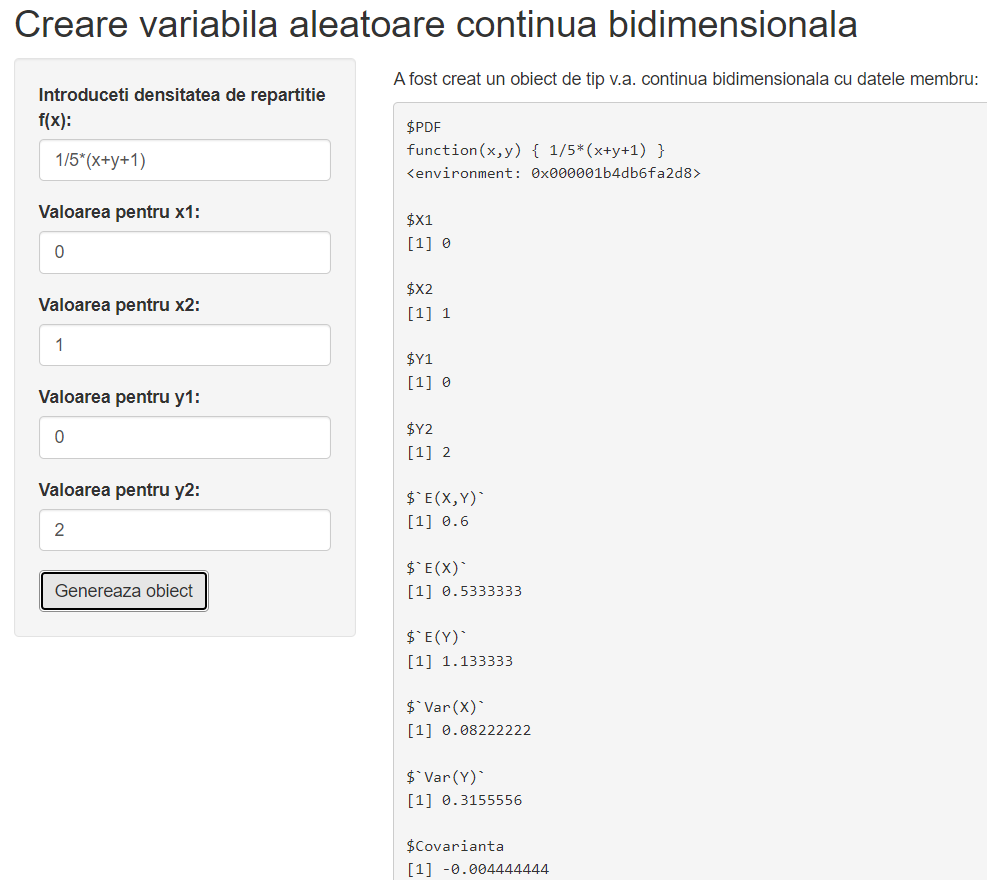 Creare variabila aleatoare continua bidimensionala
Introduceti densitatea de repartitie
f(x):
1/5*(x+y+1)
Valoarea pentru x1:
0
Valoarea pentru x2:
1
Valoarea pentru y1:
0
Valoarea pentru y2:
2
Genereaza obiect
A fost creat un obiect de tip v.a. continua bidimensionala cu datele membru:
$PDF
function(x,y) { 1/5*(x+y+1) }
<environment: 0x000001b4db6fa2d8>
$X1
[1] 0
$X2
[1] 1
$Y1
[1] 0
$Y2
[1] 2
$`E(X,Y)`
[1] 0.6
$`E(X)`
[1] 0.5333333
$`E(Y)`
[1] 1.133333
$`Var(X)`
[1] 0.08222222
$`Var(Y)`
[1] 0.3155556
$Covarianta
[1] -0.004444444